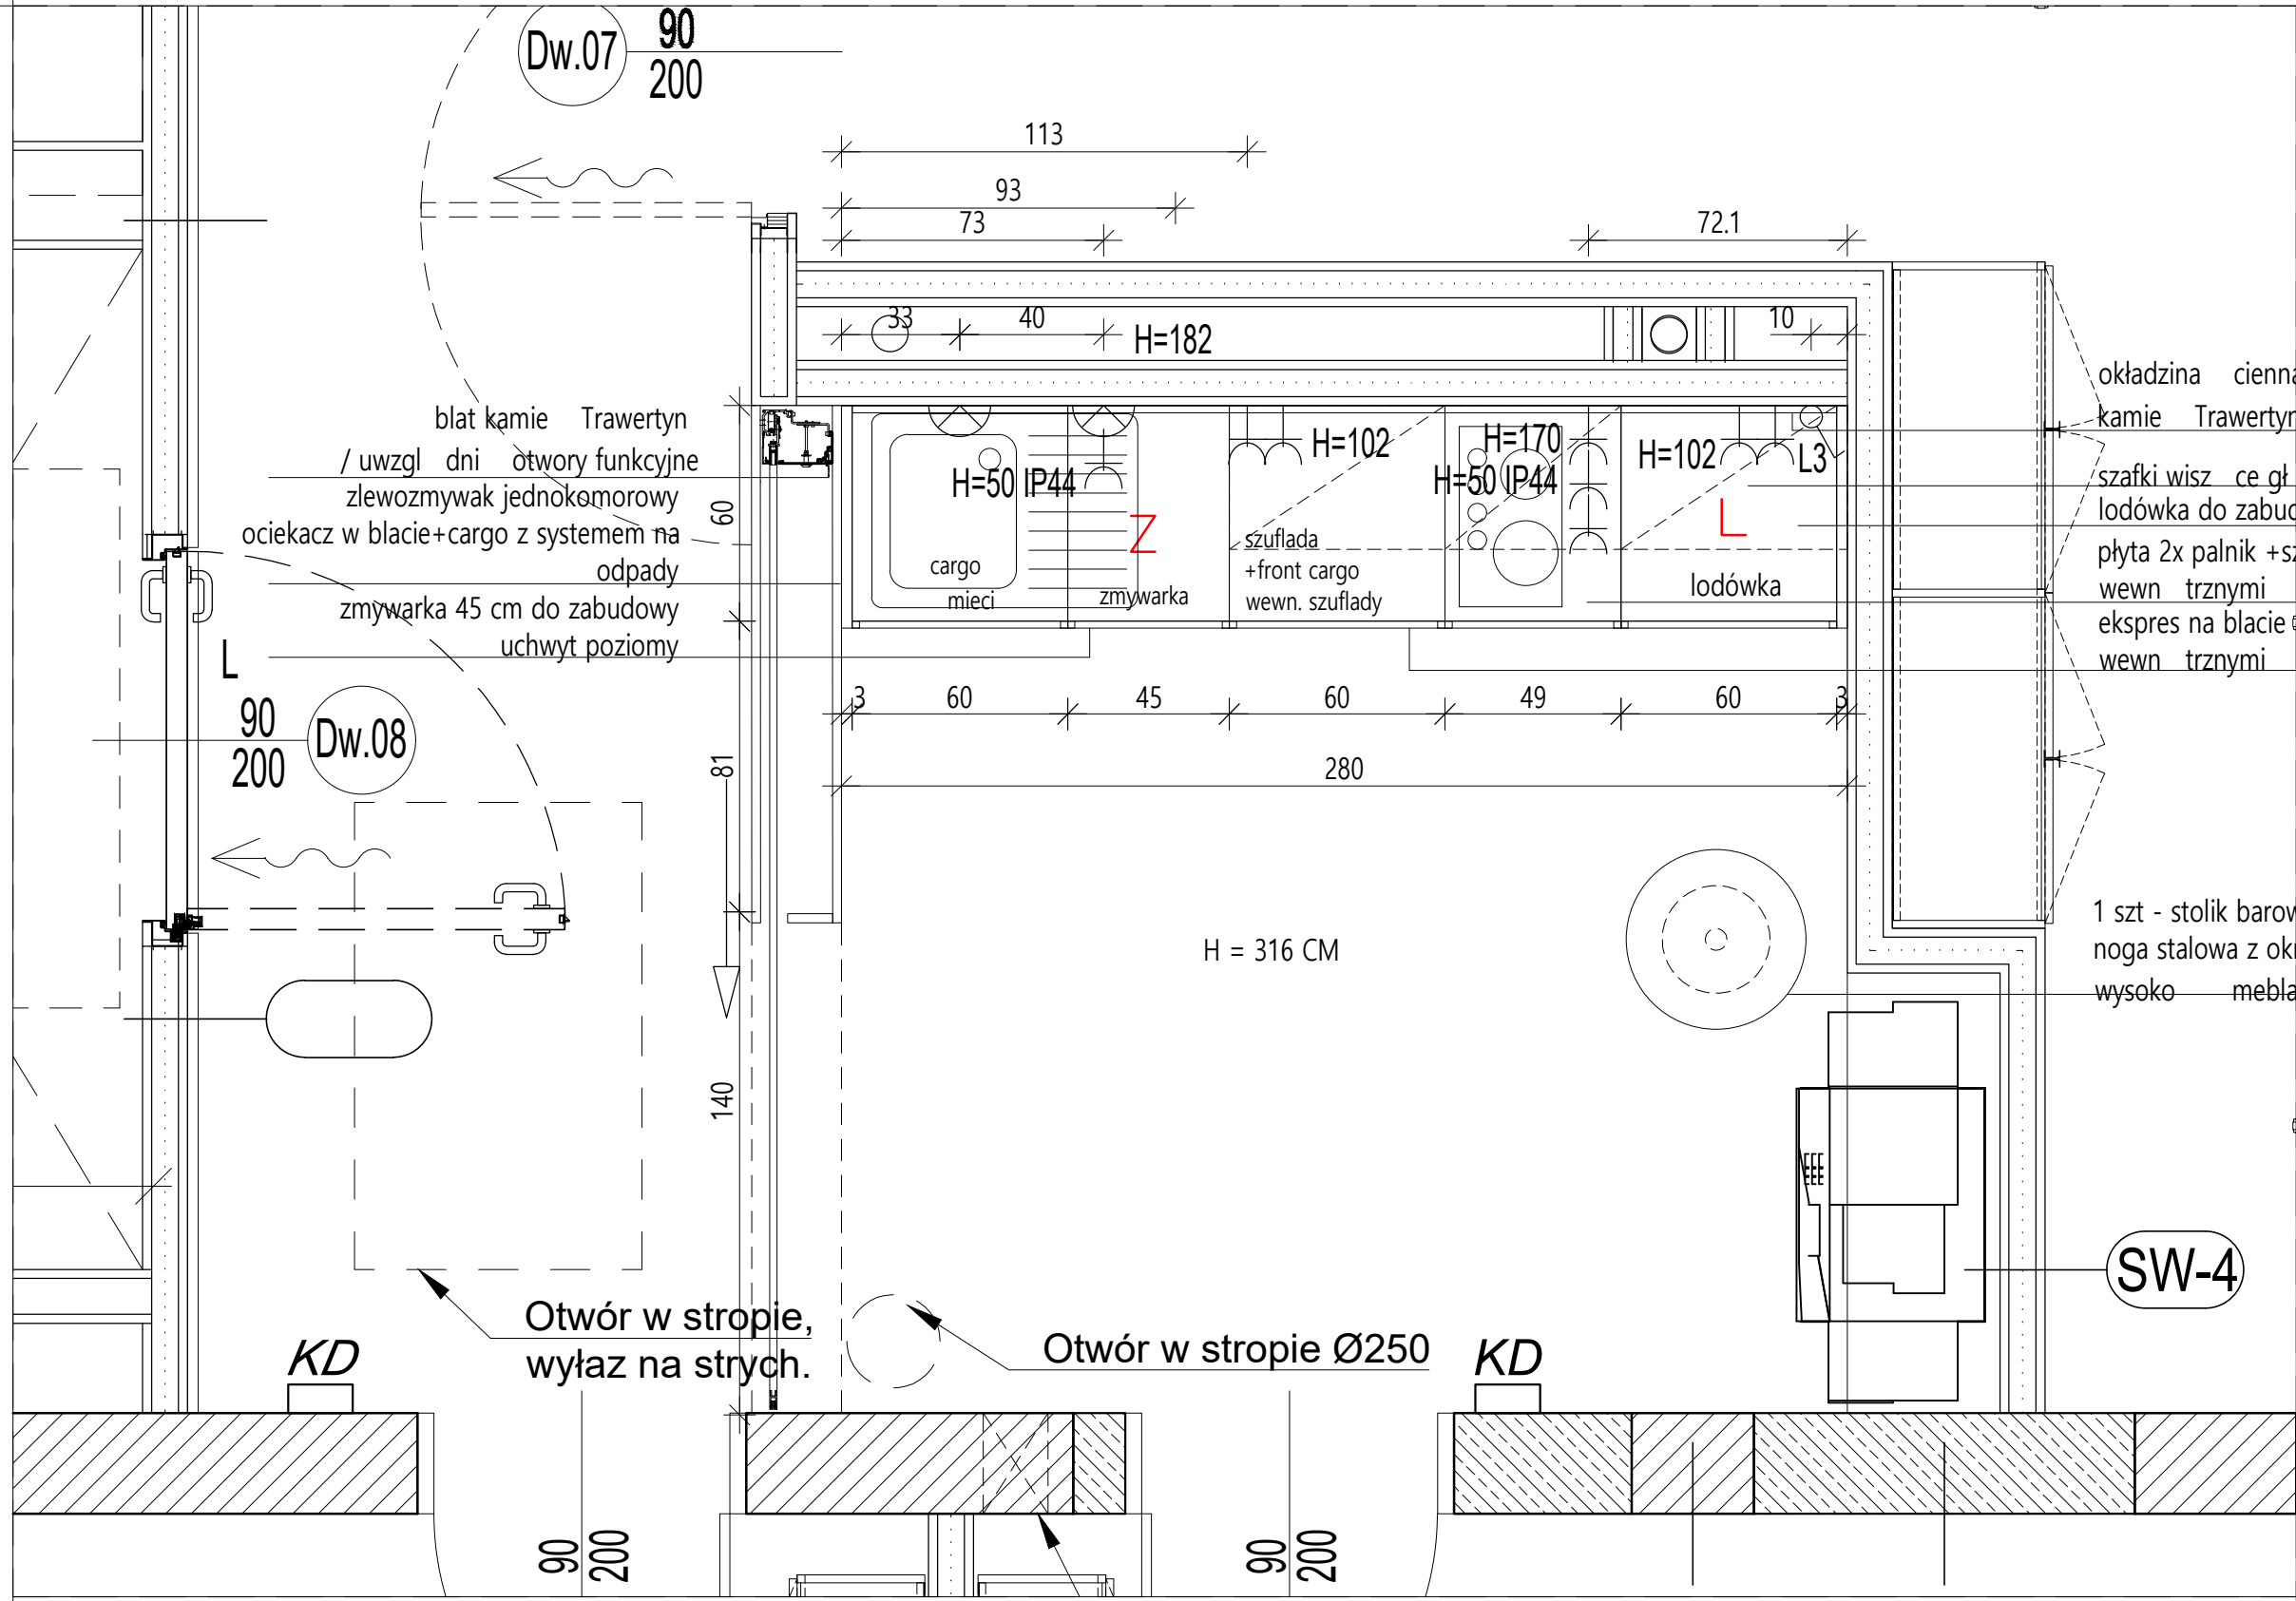 Dw.07
90
200
113
93
73
72.1
33
40
H=182
10
blat kamie Trawertyn
/ uwzgl dni otwory funkcyjne
zlewozmywak jednokomorowy
ociekacz w blacie+cargo z systemem na
odpady
zmywarka 45 cm do zabudowy
uchwyt poziomy
60
81
140
H=50 IP44
Z
cargo
mieci
zmywarka
H=102
szuflada
+front cargo
wewn. szuflady
H=170
H=50 IP44
H=102
L3
L
lodówka
okładzina cienna
kamie Trawertyn
szafki wisz ce gł
lodówka do zabud
płyta 2x palnik +sz
wewn trznymi
ekspres na blacie
wewn trznymi
3
60
45
60
49
60
3
280
L
90
200
Dw.08
H = 316 CM
1 szt - stolik barow
noga stalowa z okr
wysoko mebla
SW-4
Otwór w stropie,
wyłaz na strych.
Otwór w stropie Ø250
KD
KD
90
200
90
200